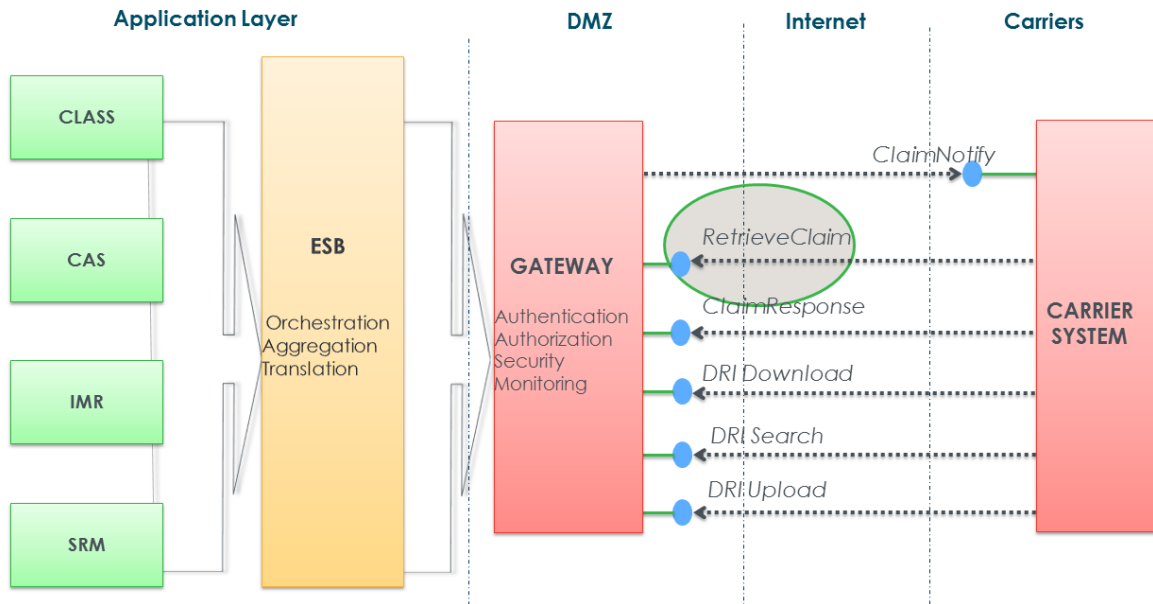 Application Layer
DMZ
Internet
Carriers
CLASS
CAS
IMR
SRM
ESB
Orchestration
Aggregation
Translation
GATEWAY
Authentication
Authorization
Security
Monitoring
ClaimNotify
RetrieveClaim
ClaimResponse
DRI Download
DRI Search
DRI Upload
CARRIER
SYSTEM